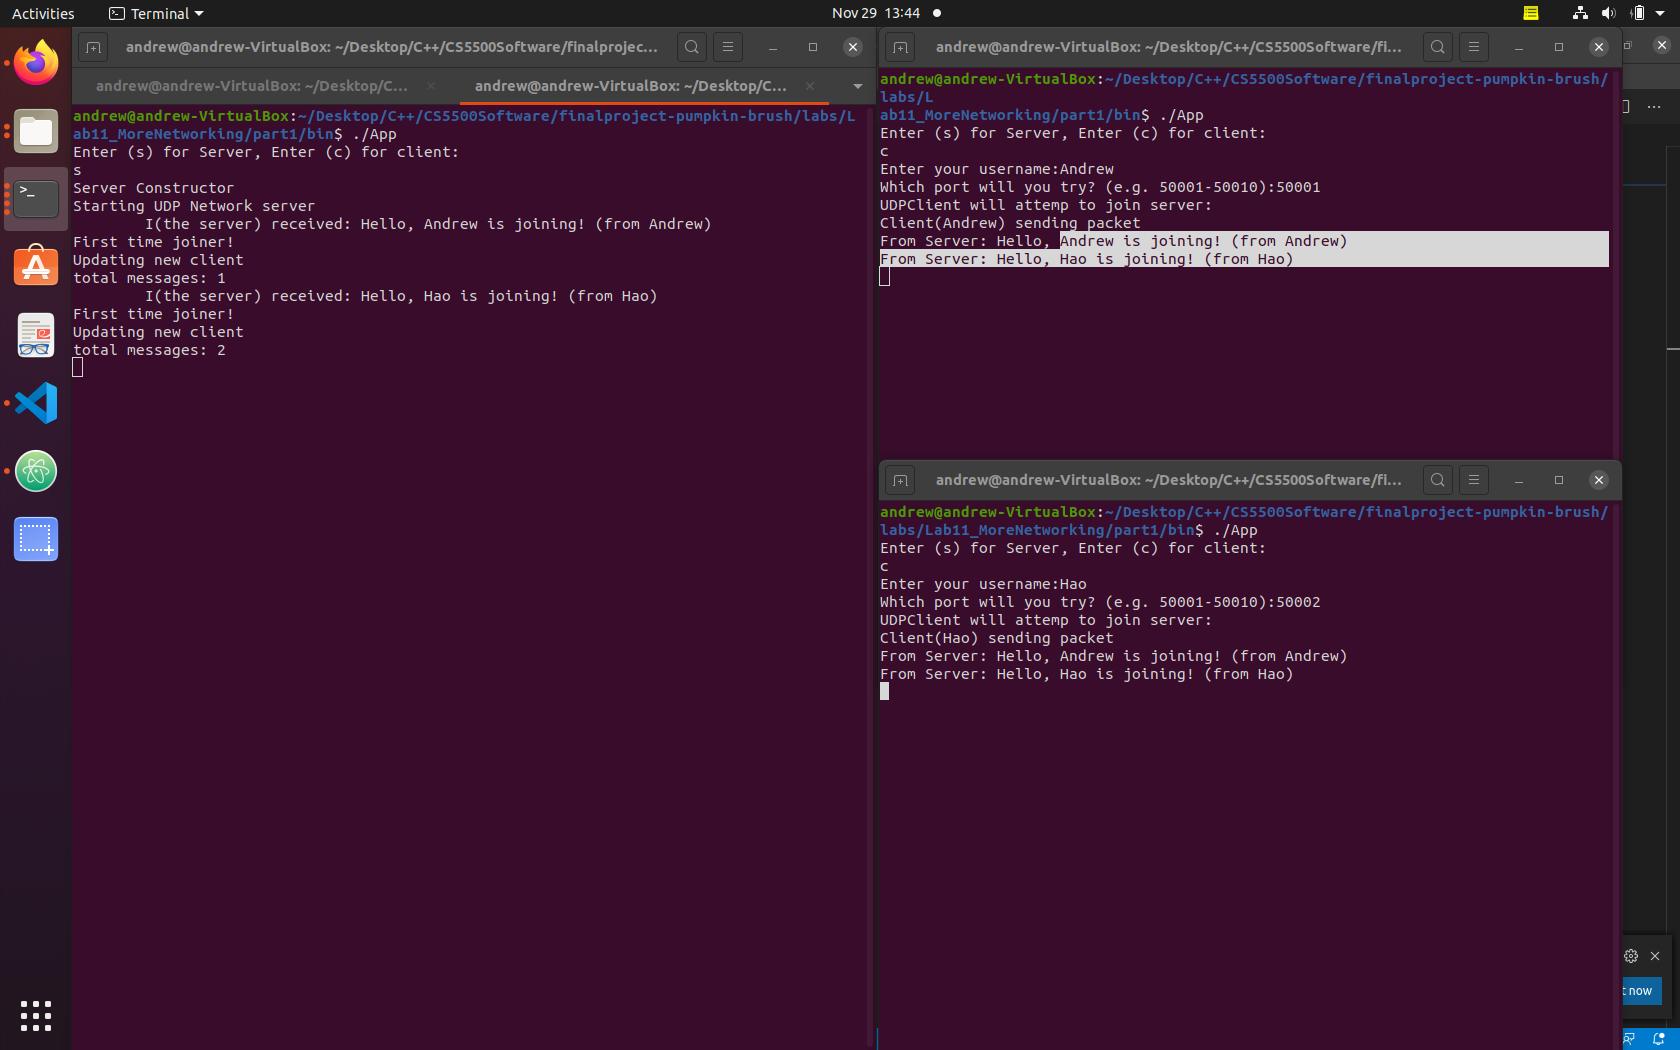 Activities
Terminal
Nov 29 13:44
andrew@andrew-VirtualBox: ~/Desktop/C++/CS5500Software/finalprojec...
andrew@andrew-VirtualBox: ~/Desktop/C...
andrew@andrew-VirtualBox: ~/Desktop/C...
andrew@andrew-VirtualBox:~/Desktop/C++/CS5500Software/finalproject-pumpkin-brush/labs/L
ab11_MoreNetworking/part1/bin$ ./App
Enter (s) for Server, Enter (c) for client:
s
Server Constructor
Starting UDP Network server
I(the server) received: Hello, Andrew is joining! (from Andrew)
First time joiner!
Updating new client
total messages: 1
I(the server) received: Hello, Hao is joining! (from Hao)
First time joiner!
Updating new client
total messages: 2
andrew@andrew-VirtualBox: ~/Desktop/C++/CS5500Software/fi...
andrew@andrew-VirtualBox:~/Desktop/C++/CS5500Software/finalproject-pumpkin-brush/
labs/L
ab11_MoreNetworking/part1/bin$ ./App
Enter (s) for Server, Enter (c) for client:
c
Enter your username:Andrew
Which port will you try? (e.g. 50001-50010):50001
UDPClient will attemp to join server:
Client(Andrew) sending packet
From Server: Hello, Andrew is joining! (from Andrew)
From Server: Hello, Hao is joining! (from Hao)
andrew@andrew-VirtualBox: ~/Desktop/C++/CS5500Software/fi...
andrew@andrew-VirtualBox:~/Desktop/C++/CS5500Software/finalproject-pumpkin-brush/
labs/Lab11_MoreNetworking/part1/bin$ ./App
Enter (s) for Server, Enter (c) for client:
c
Enter your username:Hao
Which port will you try? (e.g. 50001-50010):50002
UDPClient will attemp to join server:
Client(Hao) sending packet
From Server: Hello, Andrew is joining! (from Andrew)
From Server: Hello, Hao is joining! (from Hao)
t now